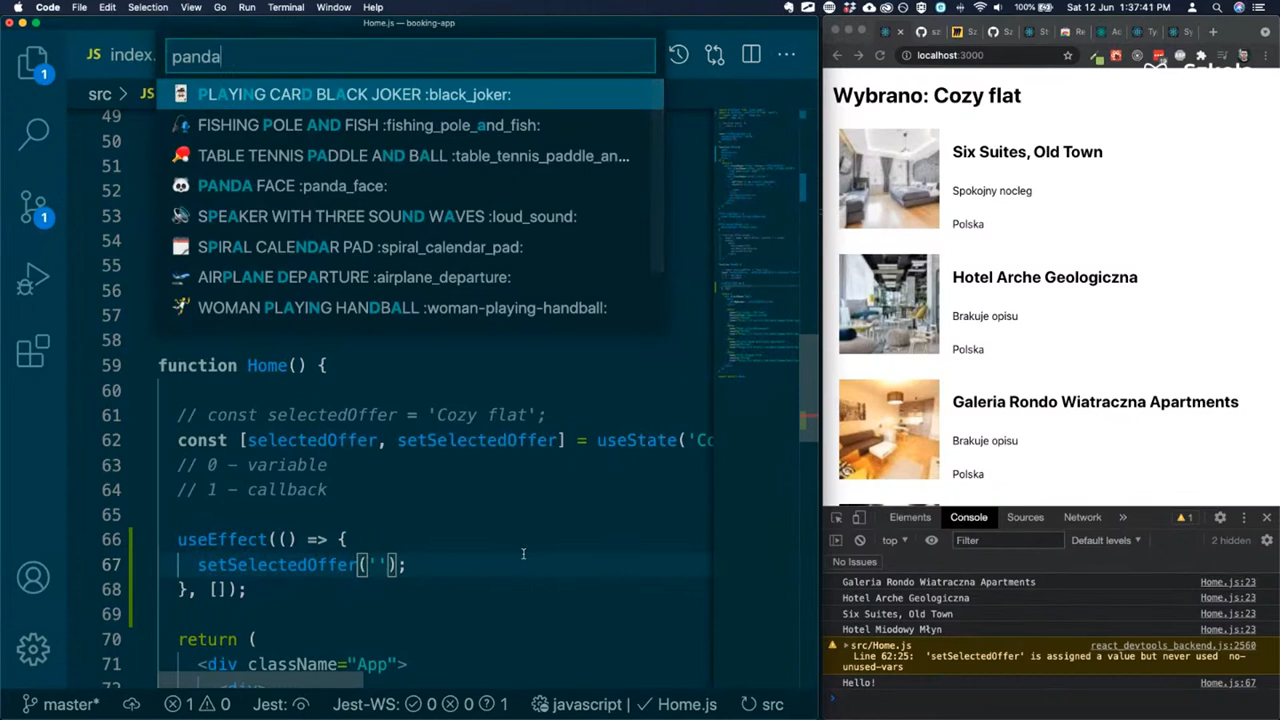 Code File Edit Selection View Go Run Terminal Window Help
100%
Sat 12 Jun 1:37:41 PM
Home.js — booking-app
JS index.
panda
src > JS
PLAYING CARD BLACK JOKER :black_joker:
FISHING POLE AND FISH :fishing_pole_and_fish:
TABLE TENNIS PADDLE AND BALL :table_tennis_paddle_an...
PANDA FACE :panda_face:
SPEAKER WITH THREE SOUND WAVES :loud_sound:
SPIRAL CALENDAR PAD :spiral_calendar_pad:
AIRPLANE DEPARTURE :airplane_departure:
WOMAN PLAYING HANDBALL :woman-playing-handball:
1
1
49
50
51
52
53
54
55
56
57
58
59 function Home() {
60
61 // const selectedOffer = 'Cozy flat';
62 const [selectedOffer, setSelectedOffer] = useState('Co
63 // 0 – variable
64 // 1 – callback
65
66 useEffect(() => {
67 setSelectedOffer('');
68 }, []);
69
70 return (
71 <div className="App">
72 <div>
master* 1 0 Jest: Jest-WS: 0 0 1 javascript Home.js src
localhost:3000
Wybrano: Cozy flat
Six Suites, Old Town
Spokojny nocleg
Polska
Hotel Arche Geologiczna
Brakuje opisu
Polska
Galeria Rondo Wiatraczna Apartments
Brakuje opisu
Polska
Elements Console Sources Network » 1
top Filter Default levels 2 hidden
No Issues
Galeria Rondo Wiatraczna Apartments Home.js:23
Hotel Arche Geologiczna Home.js:23
Six Suites, Old Town Home.js:23
Hotel Miodowy Młyn Home.js:23
src/Home.js react_devtools_backend.js:2560
Line 62:25: 'setSelectedOffer' is assigned a value but never used no-
unused-vars
Hello! Home.js:67